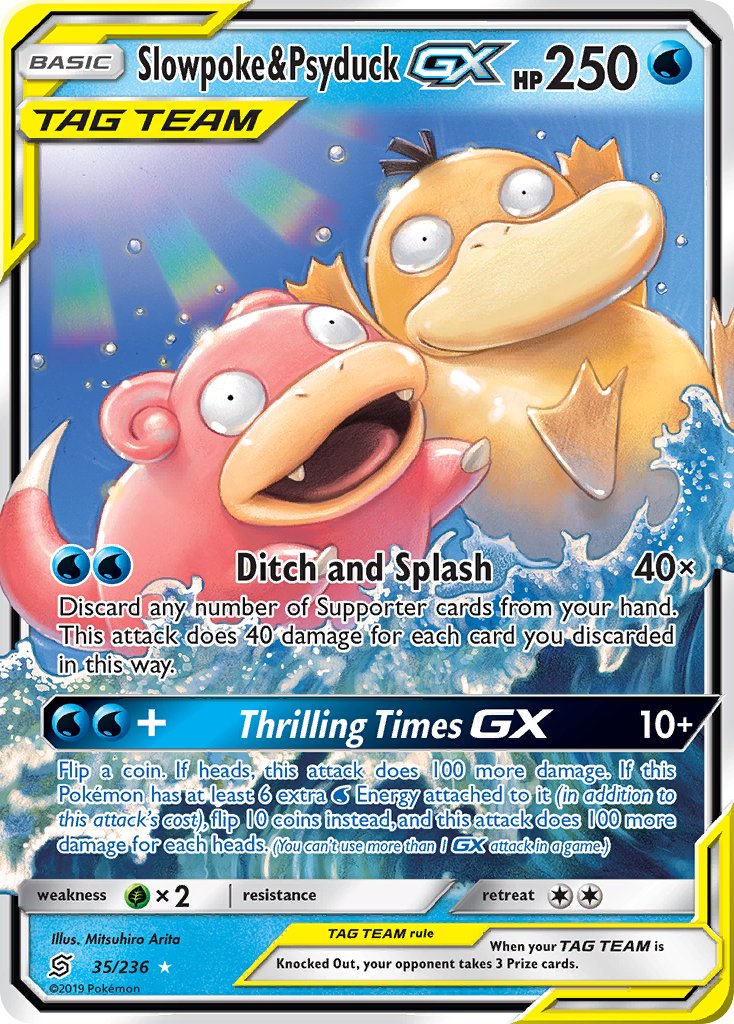 BASIC Slowpoke&Psyduck GX HP250
TAG TEAM
Ditch and Splash 40×
Discard any number of Supporter cards from your hand.
This attack does 40 damage for each card you discarded
in this way.
+ Thrilling Times GX 10+
Flip a coin. If heads, this attack does 100 more damage. If this
Pokémon has at least 6 extra Energy attached to it (in addition
to this attack's cost), flip 10 coins instead, and this attack does 100 more
damage for each heads. (You can't use more than 1 GX attack in a game.)
weakness ×2 resistance retreat
Illus. Mitsuhiro Arita
35/236
©2019 Pokémon
TAG TEAM rule
When your TAG TEAM is
Knocked Out, your opponent takes 3 Prize cards.